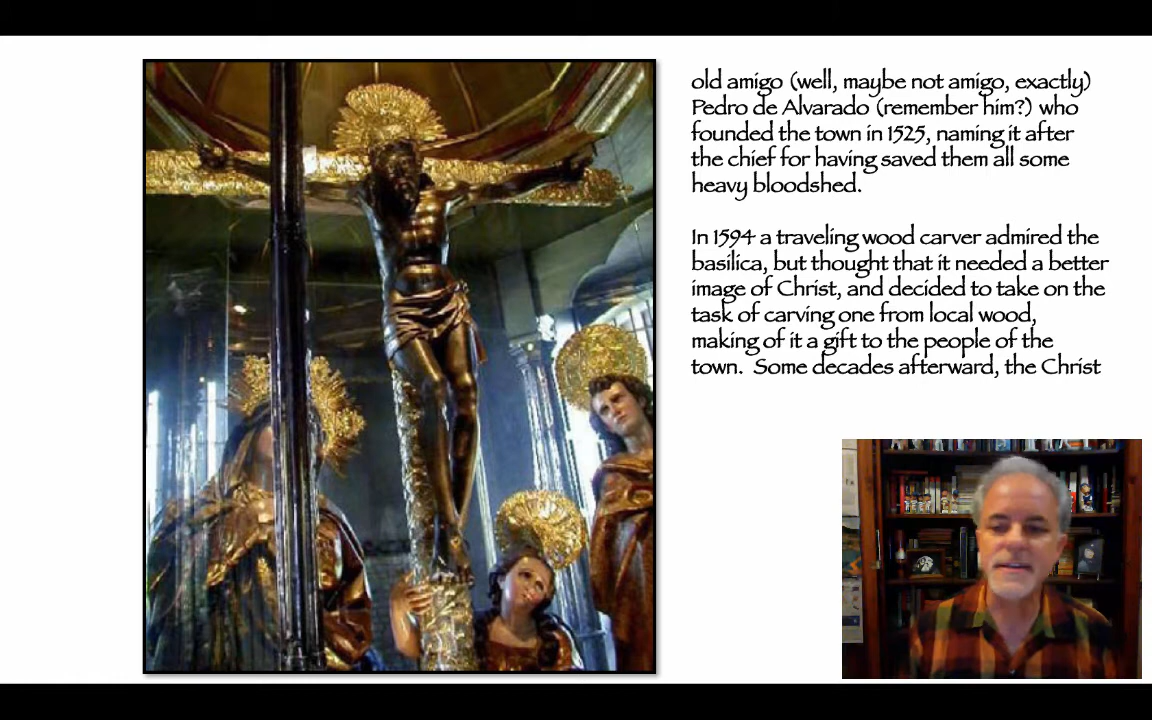 old amigo (well, maybe not amigo, exactly)
Pedro de Alvarado (remember him?) who
founded the town in 1525, naming it after
the chief for having saved them all some
heavy bloodshed.
In 1594 a traveling wood carver admired the
basilica, but thought that it needed a better
image of Christ, and decided to take on the
task of carving one from local wood,
making of it a gift to the people of the
town.  Some decades afterward, the Christ